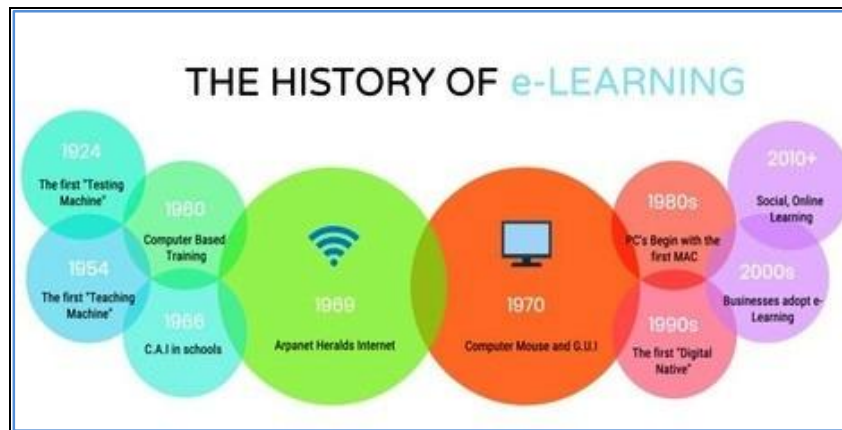 THE HISTORY OF e-LEARNING
1924
The first "Testing
Machine"
1954
The first "Teaching
Machine"
1960
Computer Based
Training
1966
C.A.I in schools
1969
Arpanet Heralds Internet
1970
Computer Mouse and G.U.I
1980s
PC's Begin with the
first MAC
1990s
The first "Digital
Native"
2000s
Businesses adopt e-
Learning
2010+
Social, Online
Learning